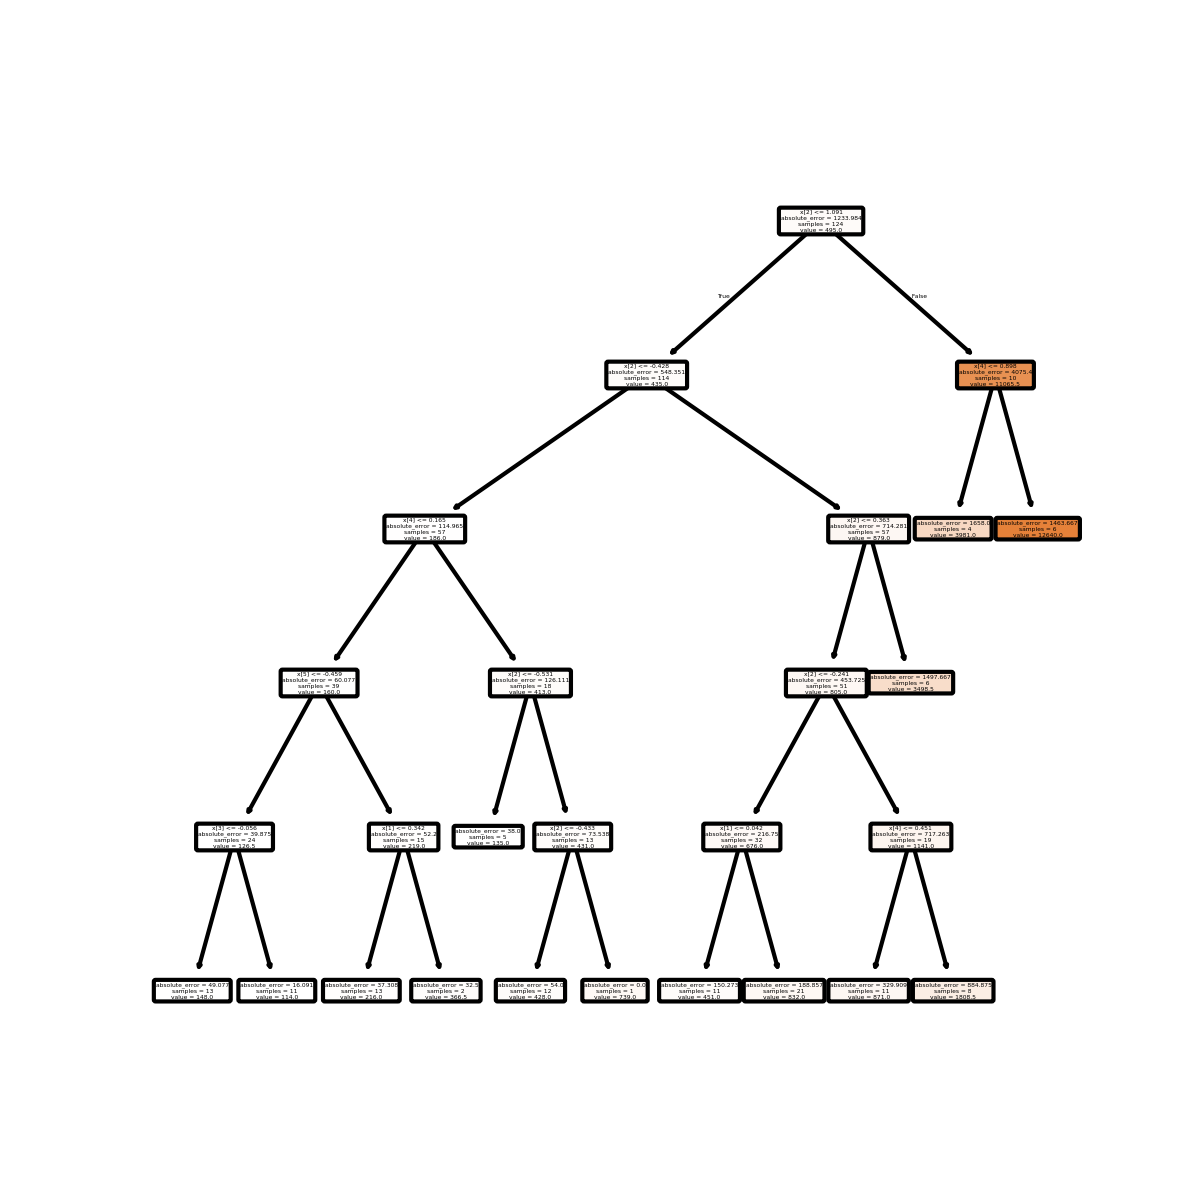 x[2] <= 1.091
absolute_error = 1233.984
samples = 124
value = 495.0
True
False
x[2] <= -0.428
absolute_error = 548.351
samples = 114
value = 435.0
x[4] <= 0.898
absolute_error = 4075.4
samples = 10
value = 11065.5
x[4] <= 0.165
absolute_error = 114.965
samples = 57
value = 186.0
x[2] <= 0.363
absolute_error = 714.281
samples = 57
value = 879.0
absolute_error = 1658.0
samples = 4
value = 3981.0
absolute_error = 1463.667
samples = 6
value = 12640.0
x[5] <= -0.459
absolute_error = 60.077
samples = 39
value = 160.0
x[2] <= -0.531
absolute_error = 126.111
samples = 18
value = 413.0
x[2] <= -0.241
absolute_error = 453.725
samples = 51
value = 805.0
absolute_error = 1497.667
samples = 6
value = 3498.5
x[3] <= -0.056
absolute_error = 39.875
samples = 24
value = 126.5
x[1] <= 0.342
absolute_error = 52.2
samples = 15
value = 219.0
absolute_error = 38.0
samples = 5
value = 135.0
x[2] <= -0.433
absolute_error = 73.538
samples = 13
value = 431.0
x[1] <= 0.042
absolute_error = 216.75
samples = 32
value = 676.0
x[4] <= 0.451
absolute_error = 717.263
samples = 19
value = 1141.0
absolute_error = 49.077
samples = 13
value = 148.0
absolute_error = 16.091
samples = 11
value = 114.0
absolute_error = 37.308
samples = 13
value = 216.0
absolute_error = 32.5
samples = 2
value = 366.5
absolute_error = 54.0
samples = 12
value = 428.0
absolute_error = 0.0
samples = 1
value = 739.0
absolute_error = 150.273
samples = 11
value = 451.0
absolute_error = 188.857
samples = 21
value = 832.0
absolute_error = 329.909
samples = 11
value = 871.0
absolute_error = 884.875
samples = 8
value = 1808.5